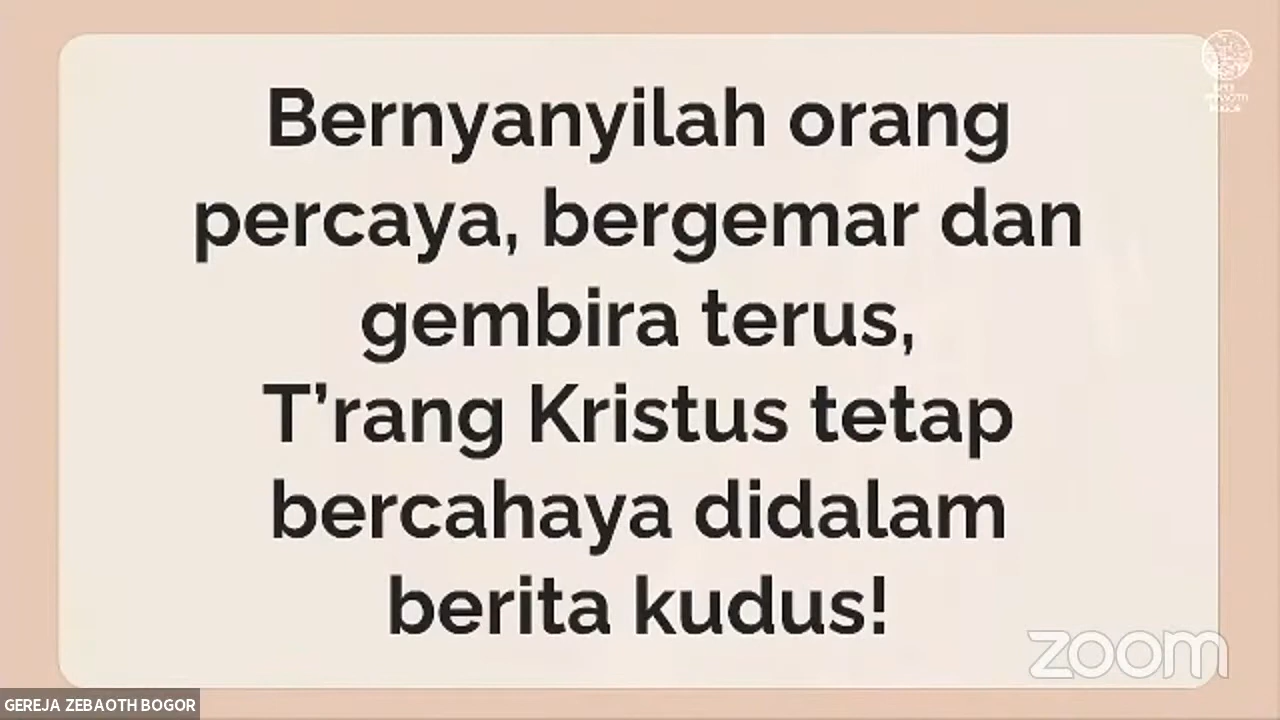 Bernyanyilah orang
percaya, bergemar dan
gembira terus,
T’rang Kristus tetap
bercahaya didalam
berita kudus!
zoom
GEREJA ZEBAOTH BOGOR